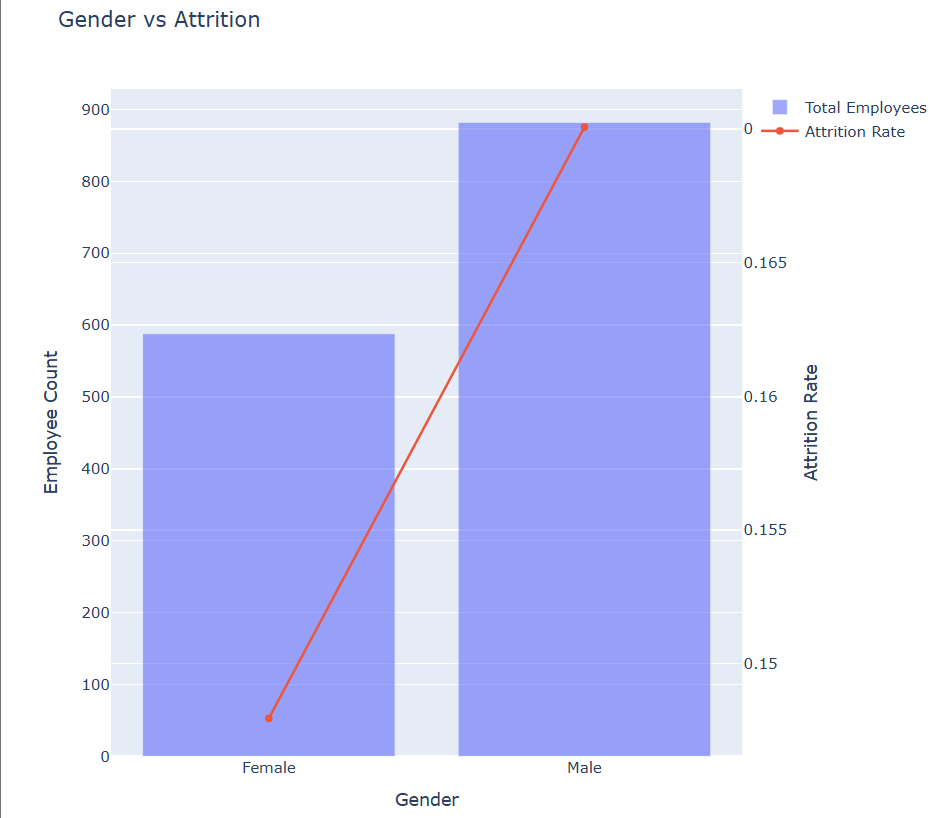 Gender vs Attrition
Total Employees
Attrition Rate
900
800
700
600
500
400
300
200
100
0
Employee Count
0
0.165
0.16
0.155
0.15
Attrition Rate
Female
Male
Gender